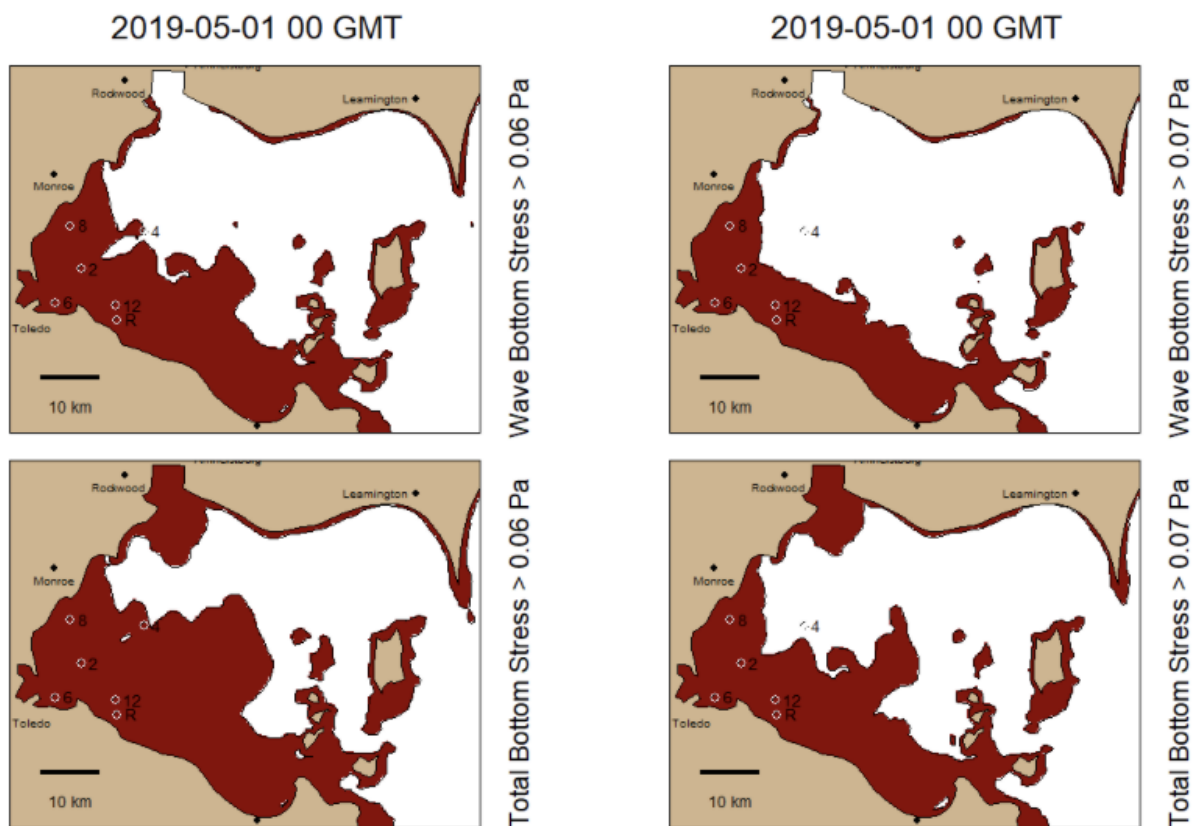 2019-05-01 00 GMT
Rockwood
Leamington
Monroe
8
4
2
6
12
R
Toledo
10 km
Wave Bottom Stress > 0.06 Pa
2019-05-01 00 GMT
Rockwood
Leamington
Monroe
8
4
2
6
12
R
Toledo
10 km
Wave Bottom Stress > 0.07 Pa
Rockwood
Leamington
Monroe
8
4
2
6
12
R
Toledo
10 km
Total Bottom Stress > 0.06 Pa
Rockwood
Leamington
Monroe
8
4
2
6
12
R
Toledo
10 km
Total Bottom Stress > 0.07 Pa